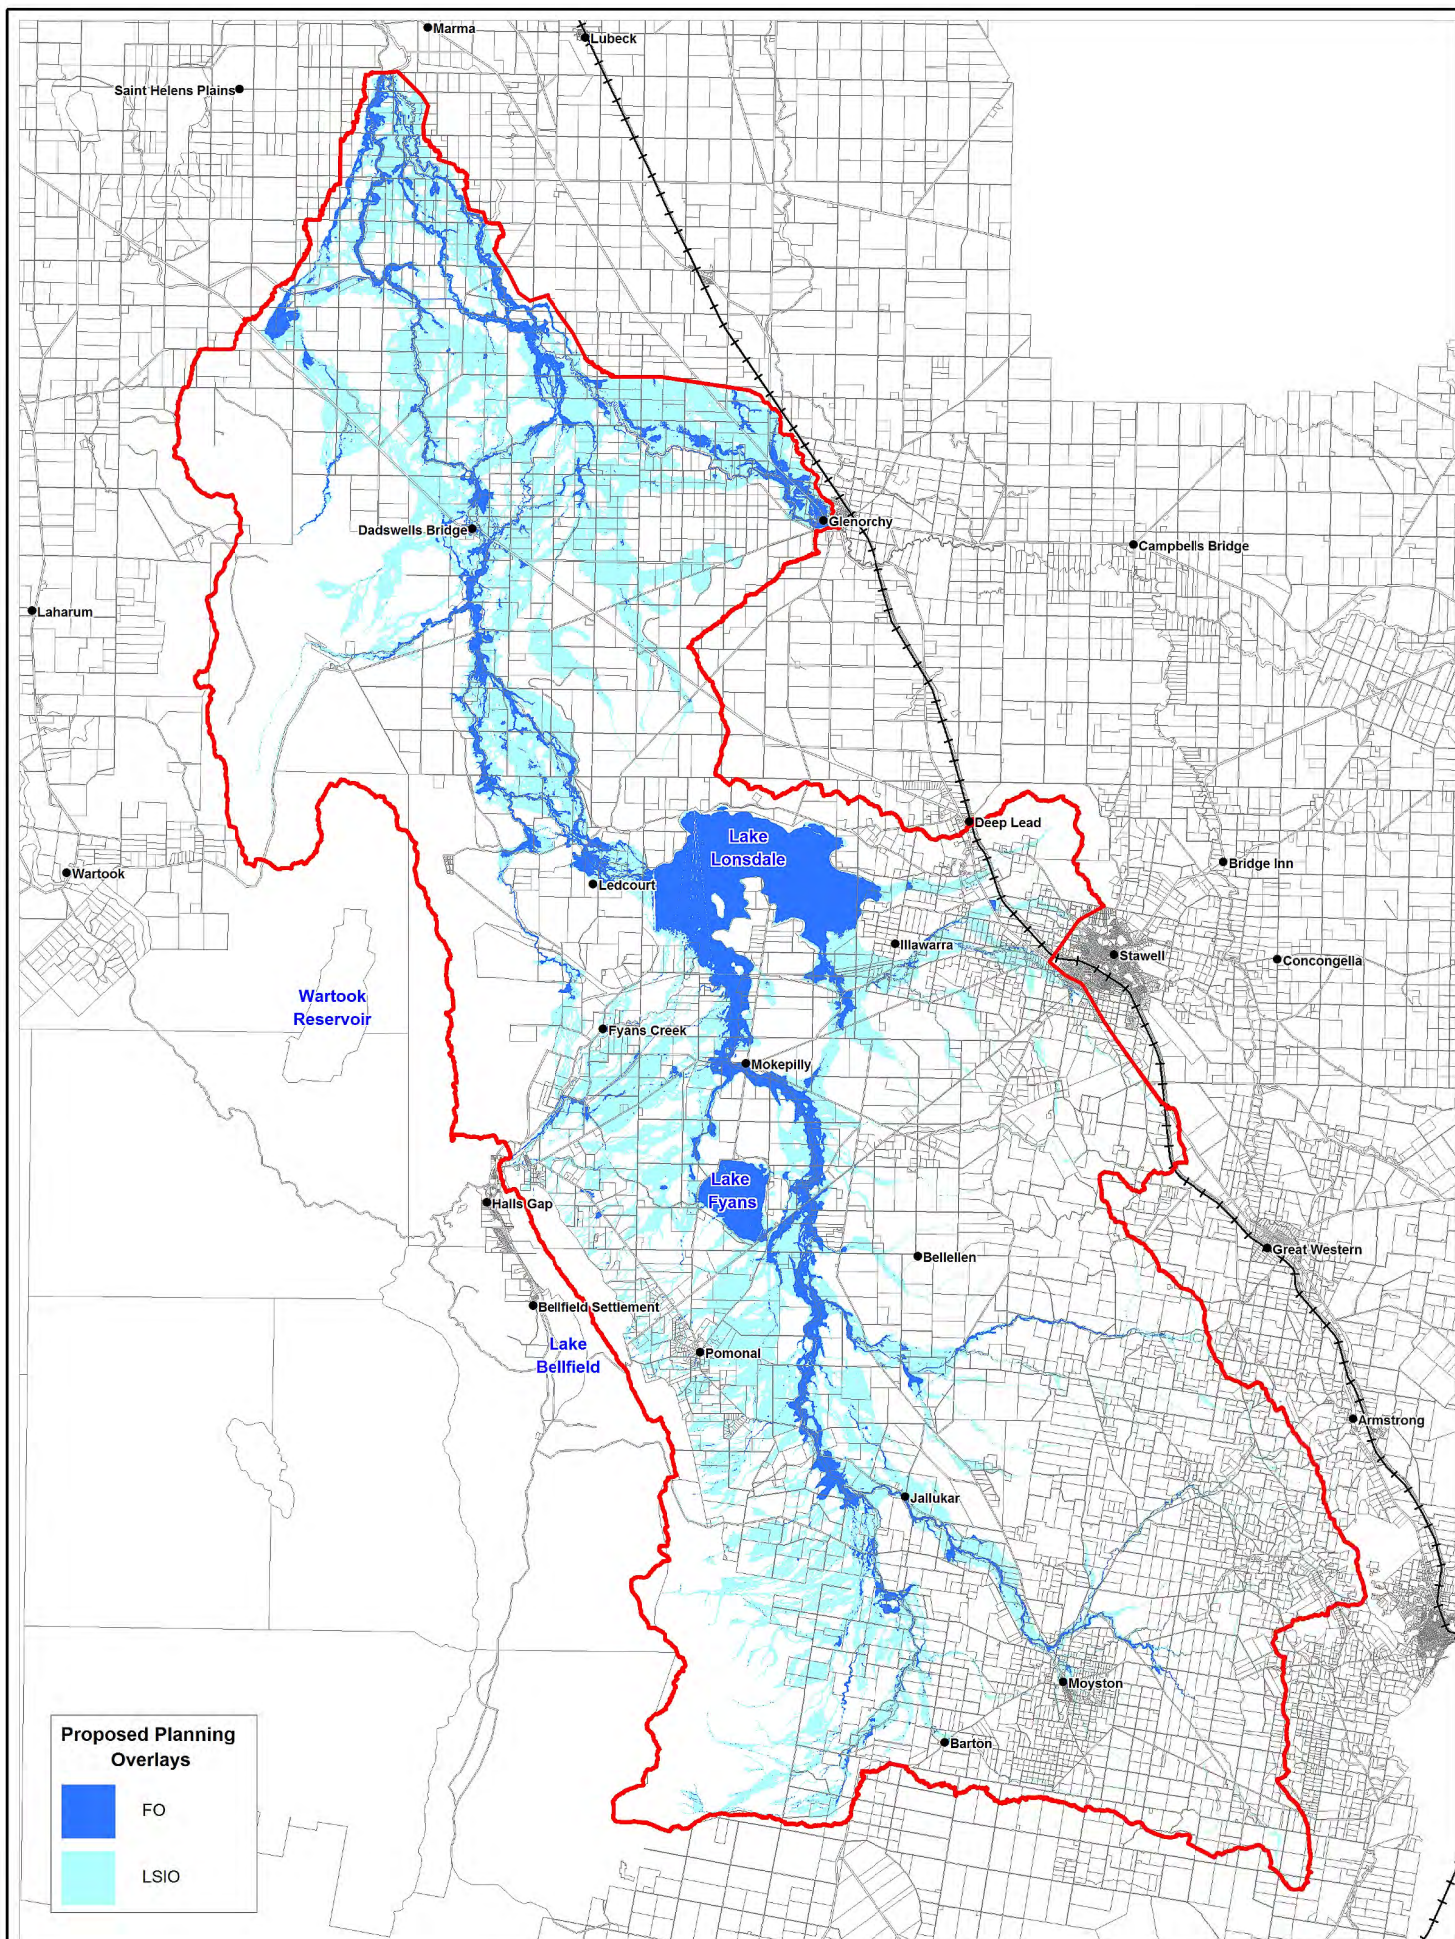 Marma
Lubeck
Saint Helens Plains
Glenorchy
Dadswells Bridge
Campbells Bridge
Laharum
Deep Lead
Lake
Lonsdale
Bridge Inn
Wartook
Ledcourt
Illawarra
Stawell
Concongella
Wartook
Reservoir
Fyans Creek
Mokepilly
Lake
Fyans
Halls Gap
Great Western
Bellellen
Bellfield Settlement
Lake
Bellfield
Pomonal
Armstrong
Jallukar
Moyston
Barton
Proposed Planning
Overlays
FO
LSIO